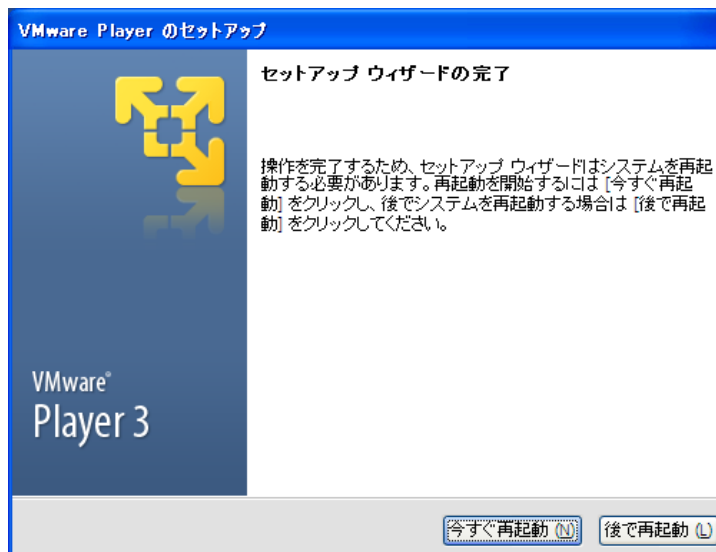 VMware Player のセットアップ
セットアップ ウィザードの完了
操作を完了するため、セットアップ ウィザードはシステムを再起
動する必要があります。再起動を開始するには [今すぐ再起
動] をクリックし、後でシステムを再起動する場合は [後で再起
動] をクリックしてください。
VMware®
Player 3
今すぐ再起動 (N)
後で再起動 (L)